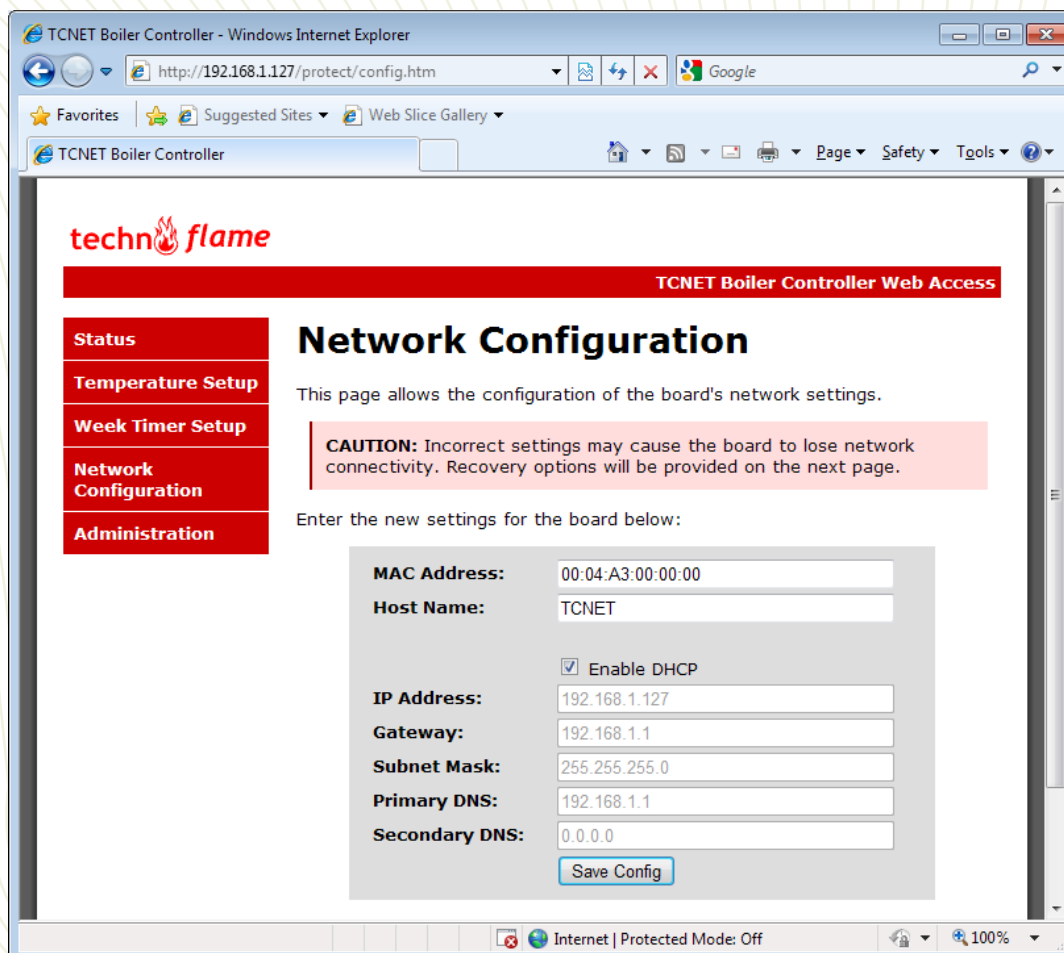 TCNET Boiler Controller - Windows Internet Explorer
http://192.168.1.127/protect/config.htm
Google
Favorites
Suggested Sites
Web Slice Gallery
TCNET Boiler Controller
Page
Safety
Tools
techn flame
TCNET Boiler Controller Web Access
Status
Temperature Setup
Week Timer Setup
Network
Configuration
Administration
Network Configuration
This page allows the configuration of the board's network settings.
CAUTION: Incorrect settings may cause the board to lose network
connectivity. Recovery options will be provided on the next page.
Enter the new settings for the board below:
MAC Address: 00:04:A3:00:00:00
Host Name: TCNET
Enable DHCP
IP Address: 192.168.1.127
Gateway: 192.168.1.1
Subnet Mask: 255.255.255.0
Primary DNS: 192.168.1.1
Secondary DNS: 0.0.0.0
Save Config
Internet | Protected Mode: Off
100%